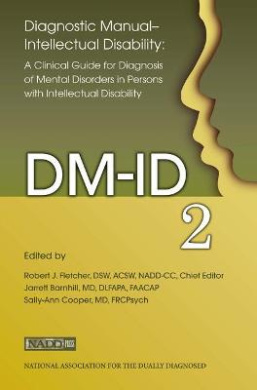 Diagnostic Manual–
Intellectual Disability:
A Clinical Guide for Diagnosis
of Mental Disorders in Persons
with Intellectual Disability
DM-ID
2
Edited by
Robert J. Fletcher, DSW, ACSW, NADD-CC, Chief Editor
Jarrett Barnhill, MD, DLFAPA, FAACAP
Sally-Ann Cooper, MD, FRCPsych
NADD PRESS
NATIONAL ASSOCIATION FOR THE DUALLY DIAGNOSED